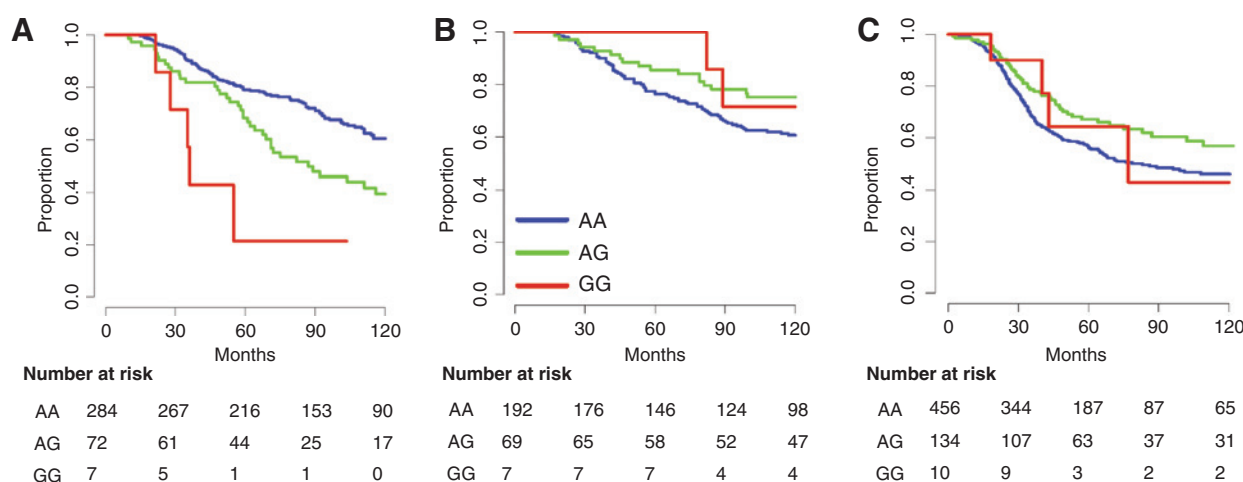 A
B
C
Proportion
1.0
0.8
0.6
0.4
0.2
0.0
0 30 60 90 120
Months
Proportion
1.0
0.8
0.6
0.4
0.2
0.0
AA
AG
GG
0 30 60 90 120
Months
Proportion
1.0
0.8
0.6
0.4
0.2
0.0
0 30 60 90 120
Months
Number at risk
AA 284 267 216 153 90
AG 72 61 44 25 17
GG 7 5 1 1 0
Number at risk
AA 192 176 146 124 98
AG 69 65 58 52 47
GG 7 7 7 4 4
Number at risk
AA 456 344 187 87 65
AG 134 107 63 37 31
GG 10 9 3 2 2